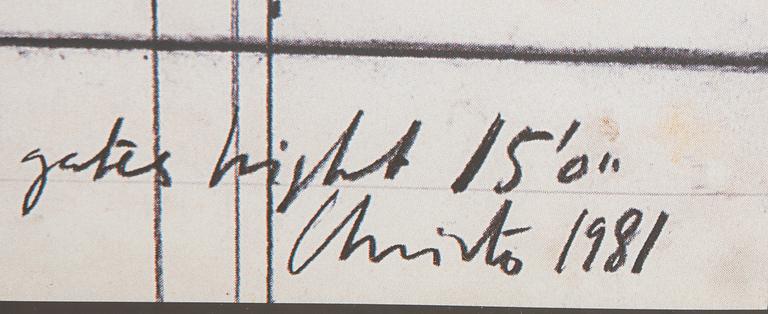 gates hight 15'0"
Christo 1981